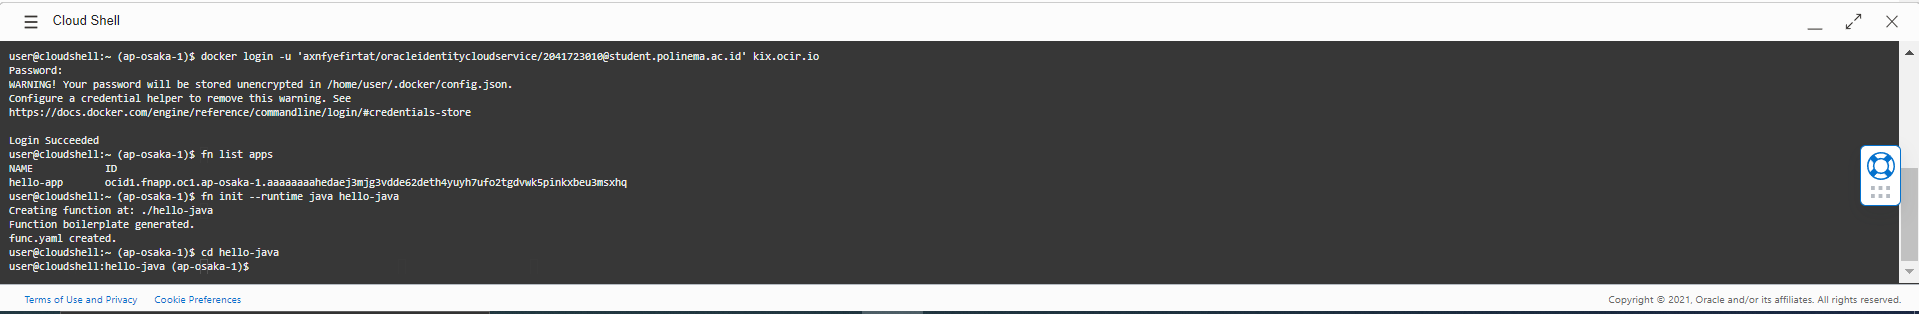 Cloud Shell
user@cloudshell:~ (ap-osaka-1)$ docker login -u 'axnfyefirtat/oracleidentitycloudservice/2041723010@student.polinema.ac.id' kix.ocir.io
Password:
WARNING! Your password will be stored unencrypted in /home/user/.docker/config.json.
Configure a credential helper to remove this warning. See
https://docs.docker.com/engine/reference/commandline/login/#credentials-store
Login Succeeded
user@cloudshell:~ (ap-osaka-1)$ fn list apps
NAME ID
hello-app ocid1.fnapp.oc1.ap-osaka-1.aaaaaaaahedaej3mjg3vdde62deth4yuyh7ufo2tgdvwk5pinkxbeu3msxhq
user@cloudshell:~ (ap-osaka-1)$ fn init --runtime java hello-java
Creating function at: ./hello-java
Function boilerplate generated.
func.yaml created.
user@cloudshell:~ (ap-osaka-1)$ cd hello-java
user@cloudshell:hello-java (ap-osaka-1)$
Terms of Use and Privacy Cookie Preferences Copyright © 2021, Oracle and/or its affiliates. All rights reserved.